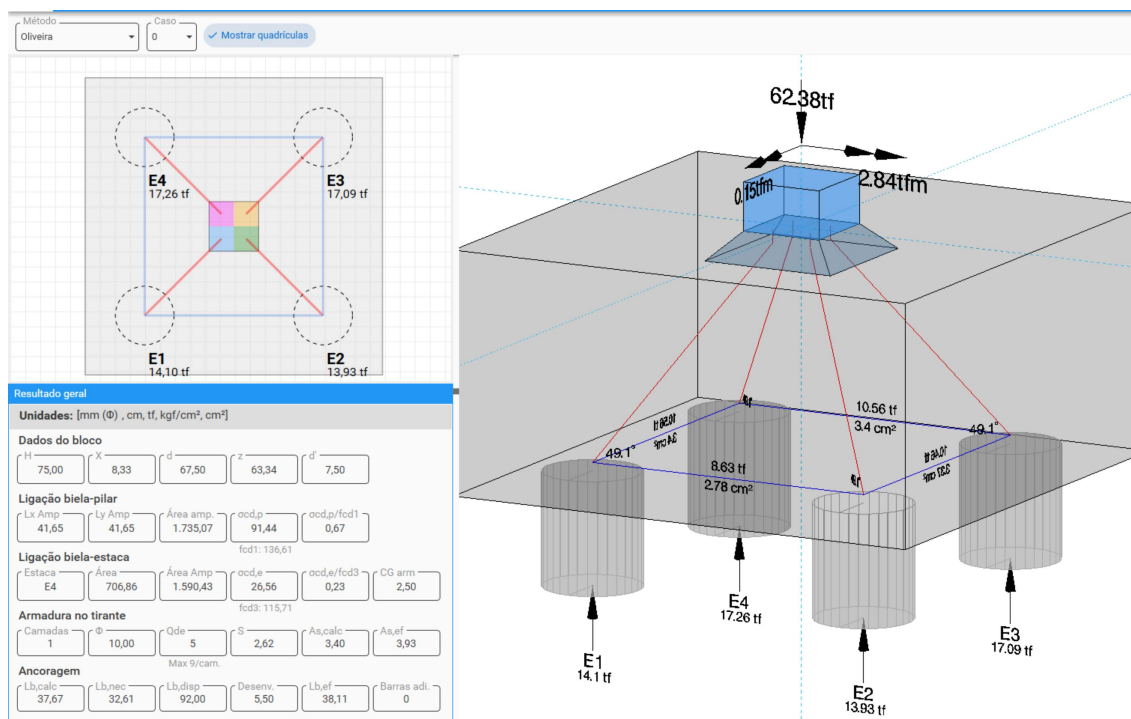 Método
Oliveira
Caso
0
Mostrar quadrículas
E4
17,26 tf
E3
17,09 tf
E1
14,10 tf
E2
13,93 tf
62.38tf
0.15tfm
2.84tfm
10.56 tf
3.4 cm²
10.56 tf
3.4 cm²
49.1°
49.1°
8.63 tf
2.78 cm²
10.46 tf
E4
17.26 tf
E3
17.09 tf
E1
14.1 tf
E2
13.93 tf
Resultado geral
Unidades: [mm (Φ) , cm, tf, kgf/cm², cm²]
Dados do bloco
H X d z d'
75,00 8,33 67,50 63,34 7,50
Ligação biela-pilar
Lx Amp Ly Amp Área amp. σcd,p σcd,p/fcd1
41,65 41,65 1.735,07 91,44 0,67
fcd1: 136,61
Ligação biela-estaca
Estaca Área Área Amp σcd,e σcd,e/fcd3 CG arm
E4 706,86 1.590,43 26,56 0,23 2,50
fcd3: 115,71
Armadura no tirante
Camadas Φ Qde S As,calc As,ef
1 10,00 5 2,62 3,40 3,93
Max 9/cam.
Ancoragem
Lb,calc Lb,nec Lb,disp Desenv. Lb,ef Barras adi.
37,67 32,61 92,00 5,50 38,11 0